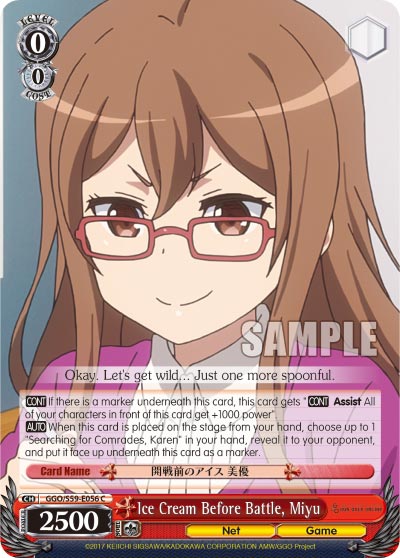 LEVEL
0
0
COST
SAMPLE
Okay. Let's get wild... Just one more spoonful.
CONT If there is a marker underneath this card, this card gets "CONT Assist All
of your characters in front of this card get +1000 power".
AUTO When this card is placed on the stage from your hand, choose up to 1
"Searching for Comrades, Karen" in your hand, reveal it to your opponent,
and put it face up underneath this card as a marker.
Card Name 開戦前のアイス 美優
CH GGO/S59-E056 C
Ice Cream Before Battle, Miyu
POWER 2500
Net Game
©2017 KEIICHI SIGSAWA/KADOKAWA CORPORATION AMW/GGO Project